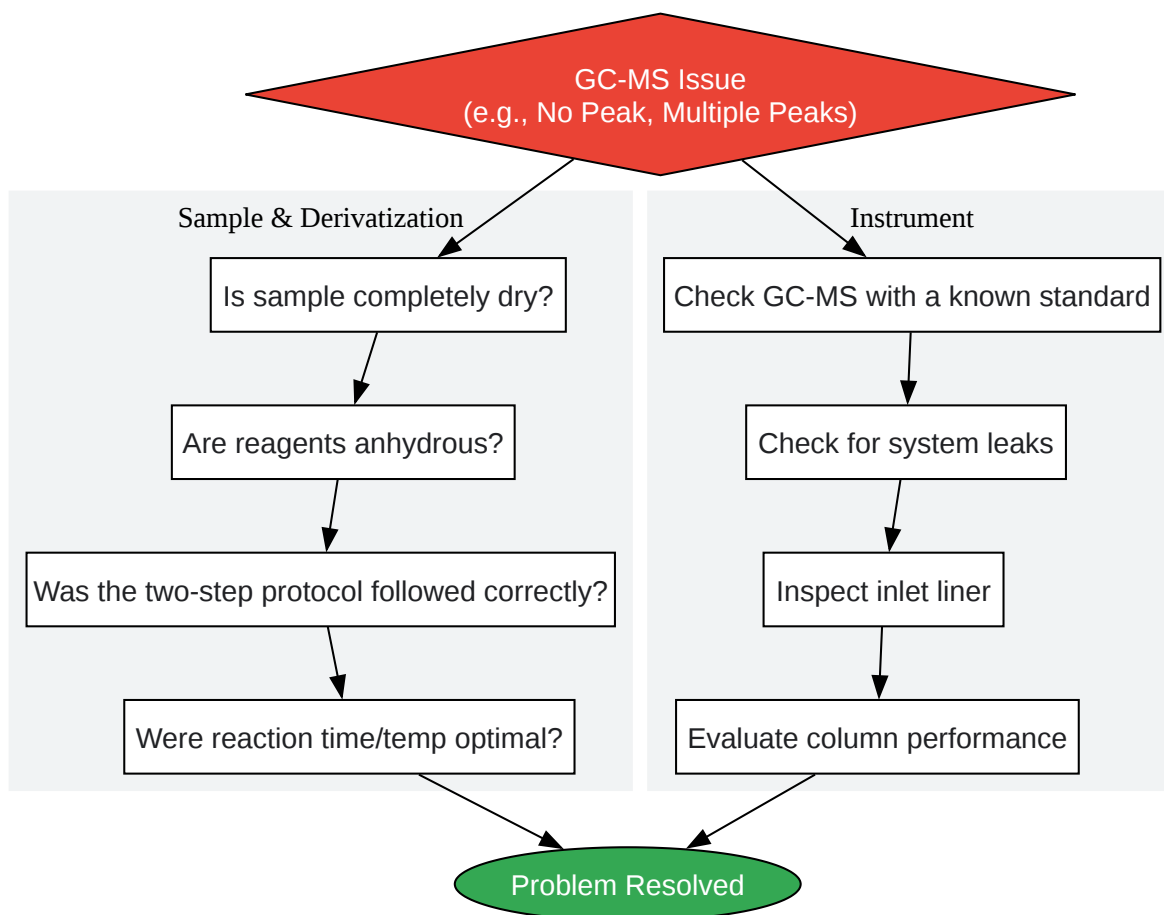 GC-MS Issue
(e.g., No Peak, Multiple Peaks)
Sample & Derivatization
Is sample completely dry?
Are reagents anhydrous?
Was the two-step protocol followed correctly?
Were reaction time/temp optimal?
Instrument
Check GC-MS with a known standard
Check for system leaks
Inspect inlet liner
Evaluate column performance
Problem Resolved